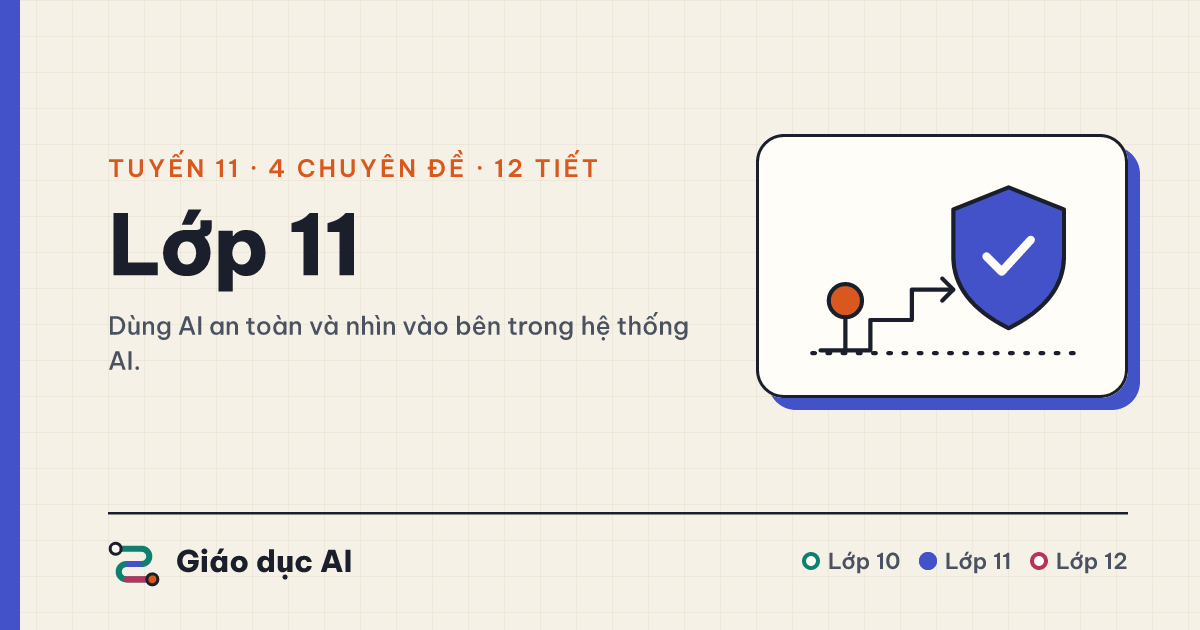 TUYẾN 11 · 4 CHUYÊN ĐỀ · 12 TIẾT
Lớp 11
Dùng AI an toàn và nhìn vào bên trong hệ thống
AI.
Giáo dục AI
Lớp 10
Lớp 11
Lớp 12